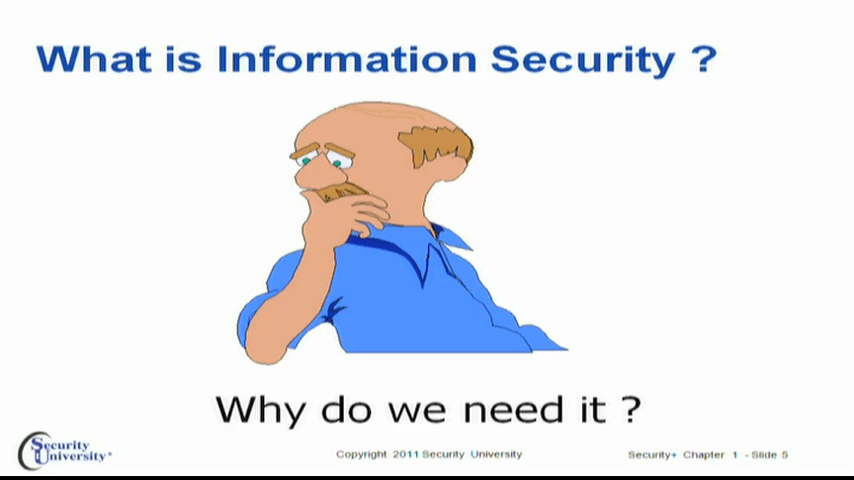 What is Information Security ?
Why do we need it ?
Security
University
Copyright 2011 Security University
Security+ Chapter 1 - Slide 5